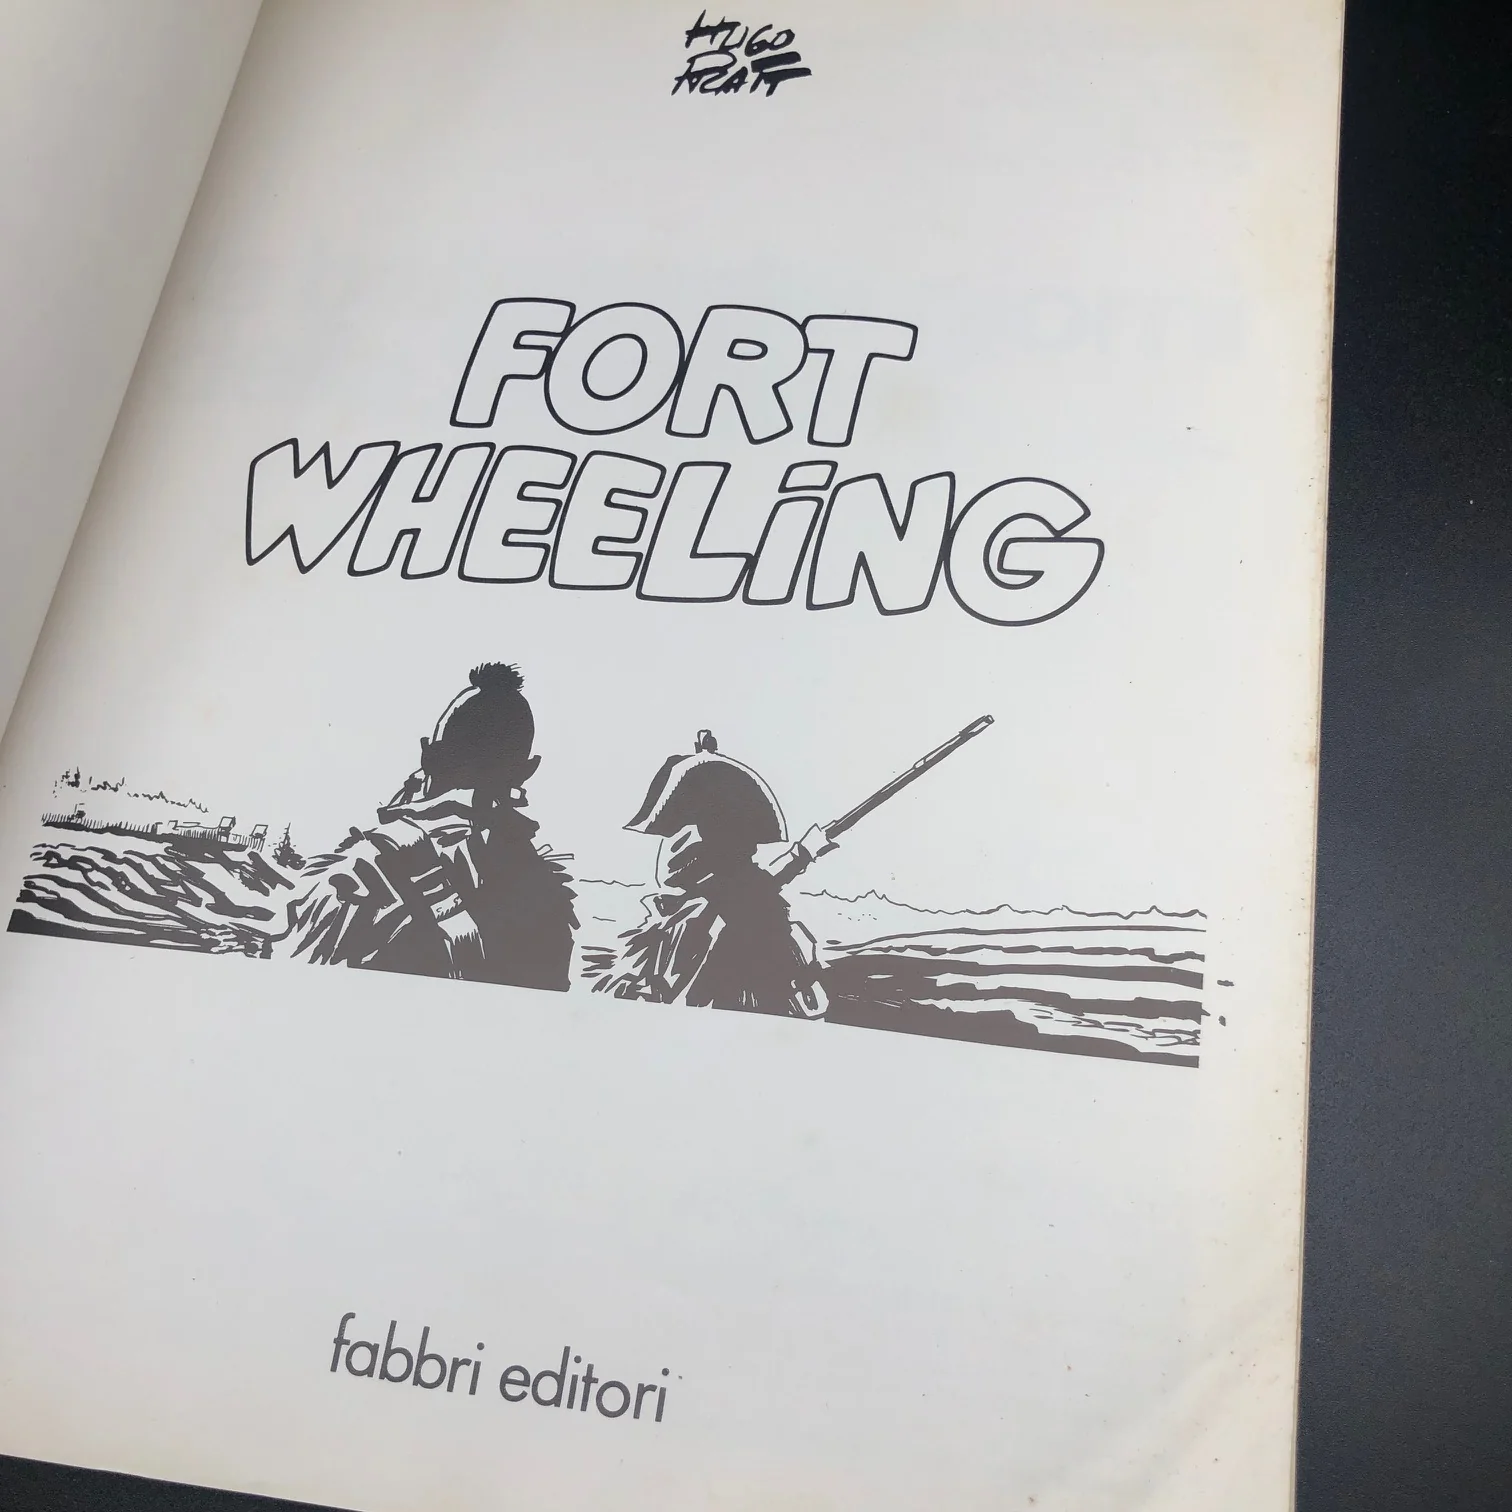 HUGO
PRATT
FORT
WHEELiNG
fabbri editori